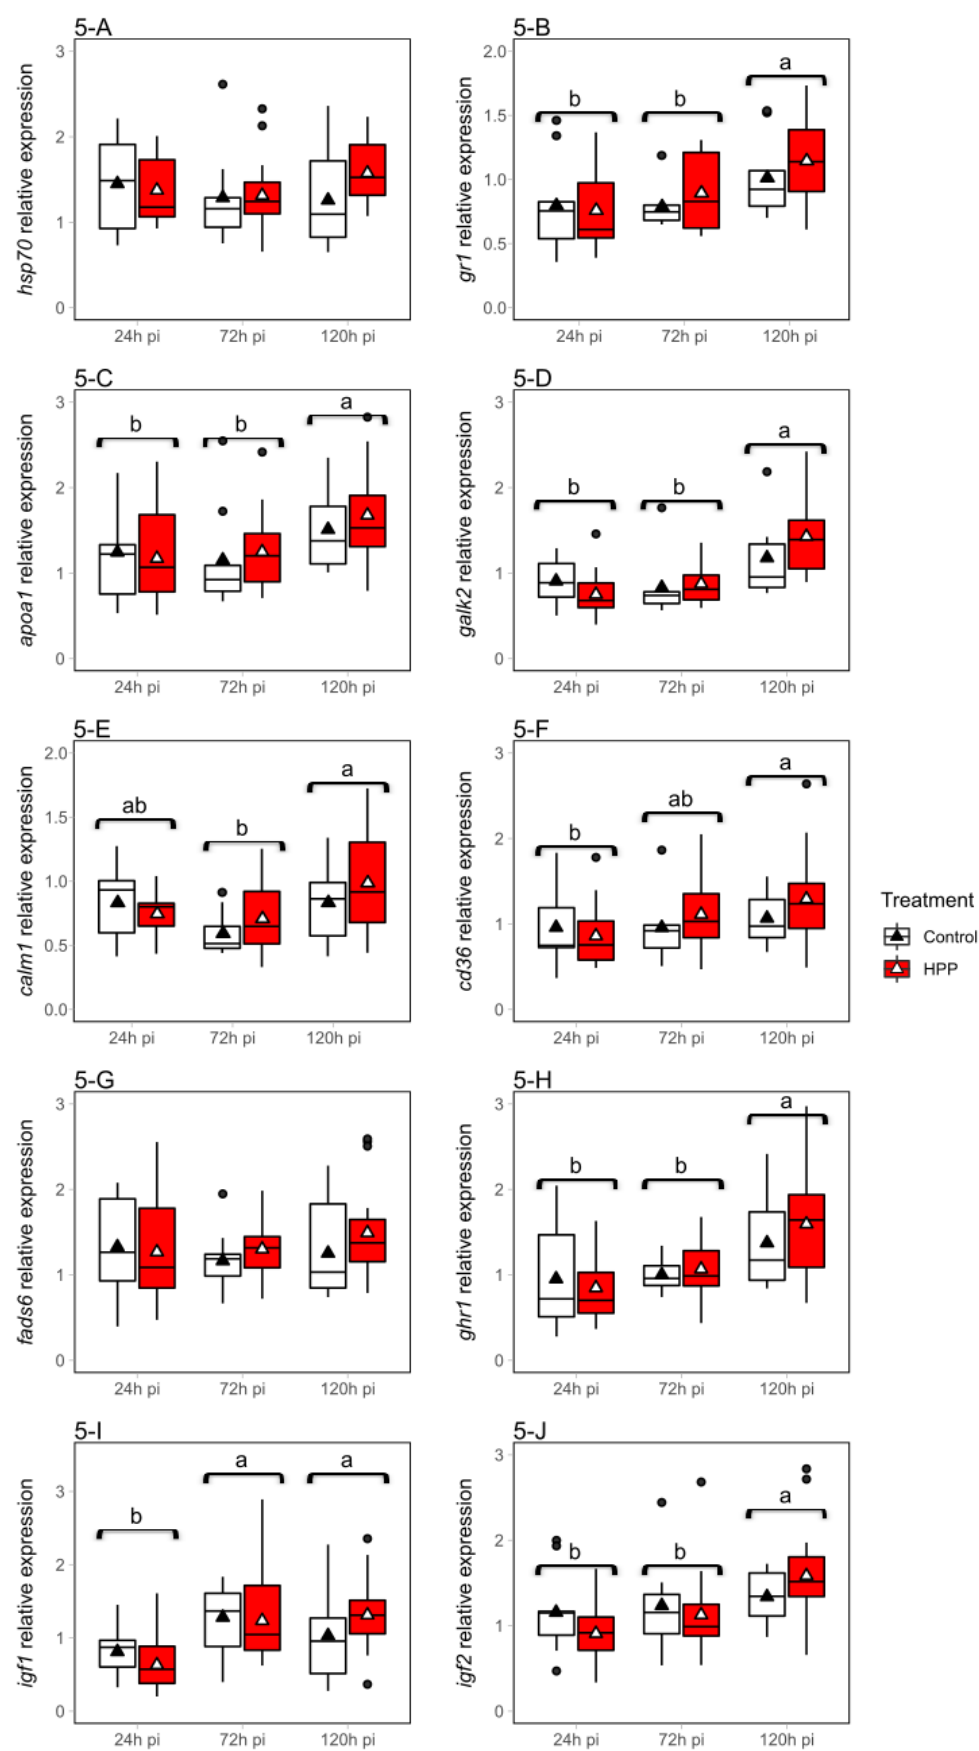 5-A
3
2
1
0
hsp70 relative expression
24h pi
72h pi
120h pi
5-B
2.0
1.5
1.0
0.5
0.0
gr1 relative expression
b
b
a
24h pi
72h pi
120h pi
5-C
3
2
1
0
apoa1 relative expression
b
b
a
24h pi
72h pi
120h pi
5-D
3
2
1
0
galk2 relative expression
b
b
a
24h pi
72h pi
120h pi
5-E
2.0
1.5
1.0
0.5
0.0
calm1 relative expression
ab
b
a
24h pi
72h pi
120h pi
5-F
3
2
1
0
cd36 relative expression
b
ab
a
24h pi
72h pi
120h pi
Treatment
Control
HPP
5-G
3
2
1
0
fads6 relative expression
24h pi
72h pi
120h pi
5-H
3
2
1
0
ghr1 relative expression
b
b
a
24h pi
72h pi
120h pi
5-I
3
2
1
0
igf1 relative expression
b
a
a
24h pi
72h pi
120h pi
5-J
3
2
1
0
igf2 relative expression
b
b
a
24h pi
72h pi
120h pi